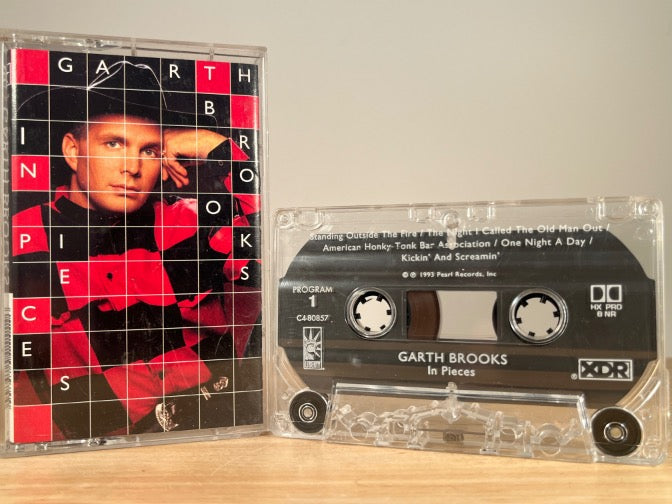 GARTH
BROOKS
IN PIECES
Standing Outside The Fire / The Night I Called The Old Man Out /
American Honky-Tonk Bar Association / One Night A Day /
Kickin' And Screamin'
© ℗ 1993 Pearl Records, Inc
PROGRAM
1
C4-80857
HX PRO
B NR
GARTH BROOKS
In Pieces
® XDR